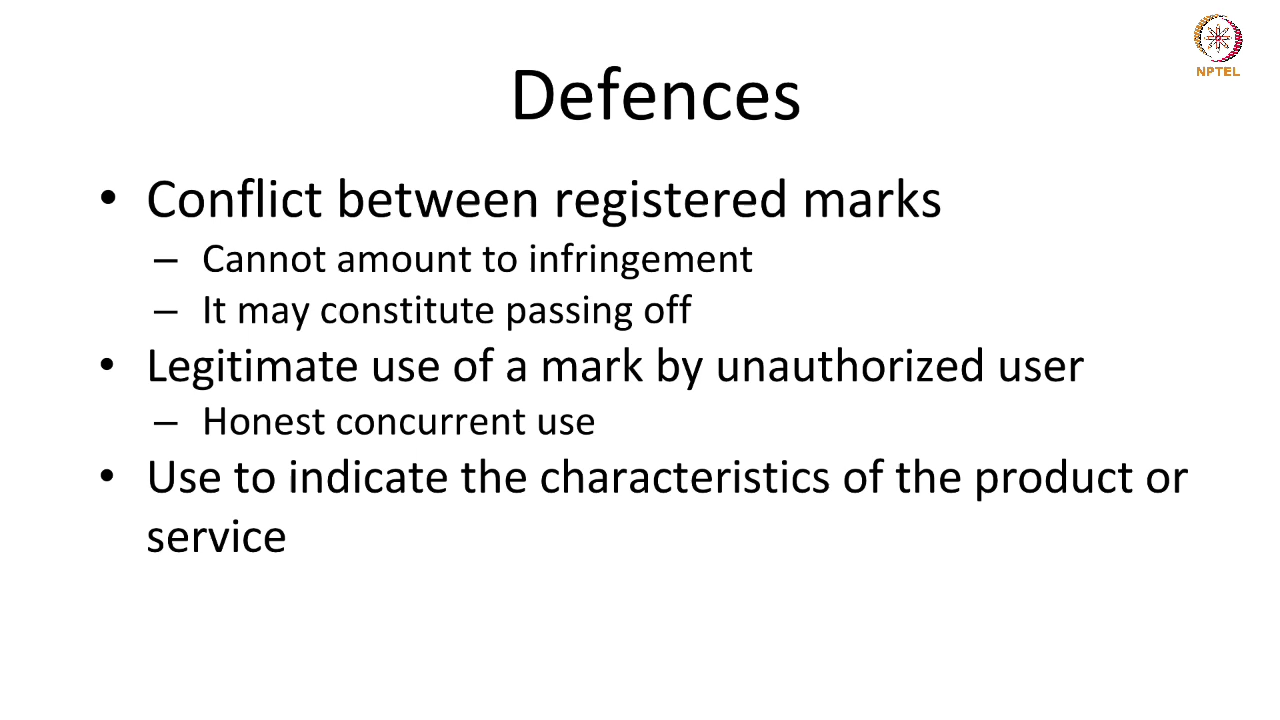 NPTEL
Defences
• Conflict between registered marks
– Cannot amount to infringement
– It may constitute passing off
• Legitimate use of a mark by unauthorized user
– Honest concurrent use
• Use to indicate the characteristics of the product or
service